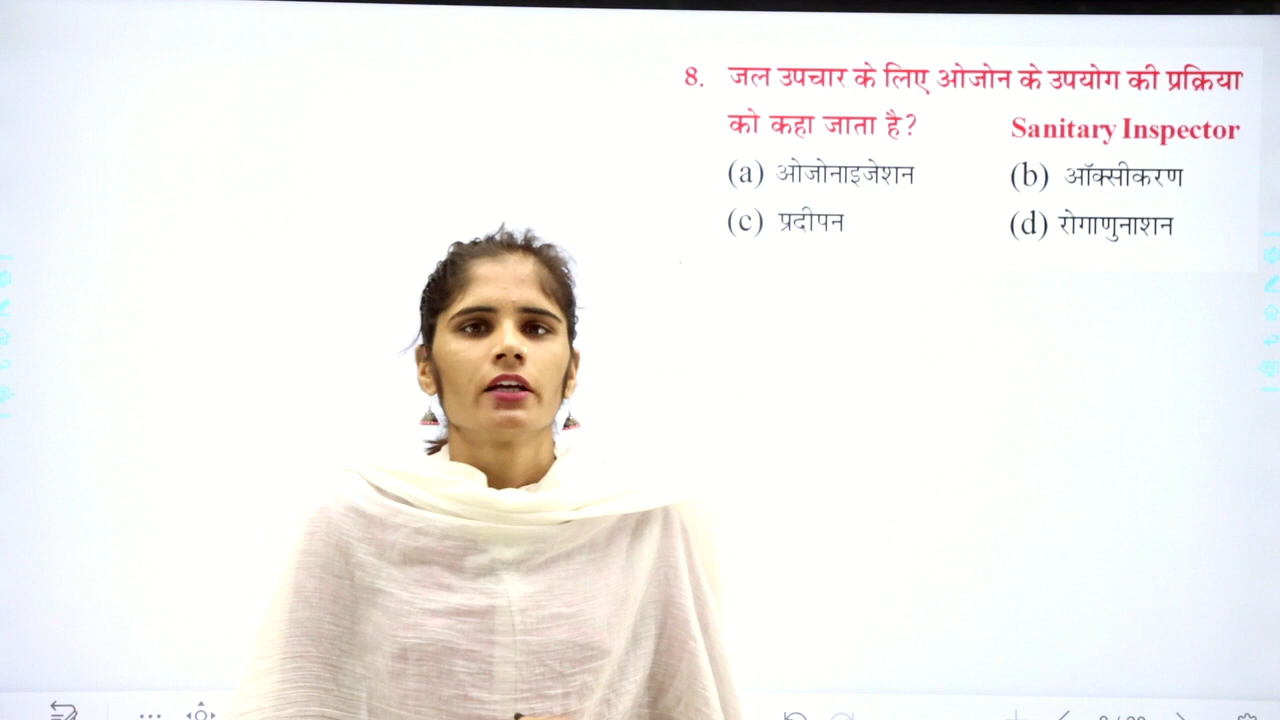 8. जल उपचार के लिए ओजोन के उपयोग की प्रक्रिया
को कहा जाता है? Sanitary Inspector
(a) ओजोनाइजेशन (b) ऑक्सीकरण
(c) प्रदीपन (d) रोगाणुनाशन